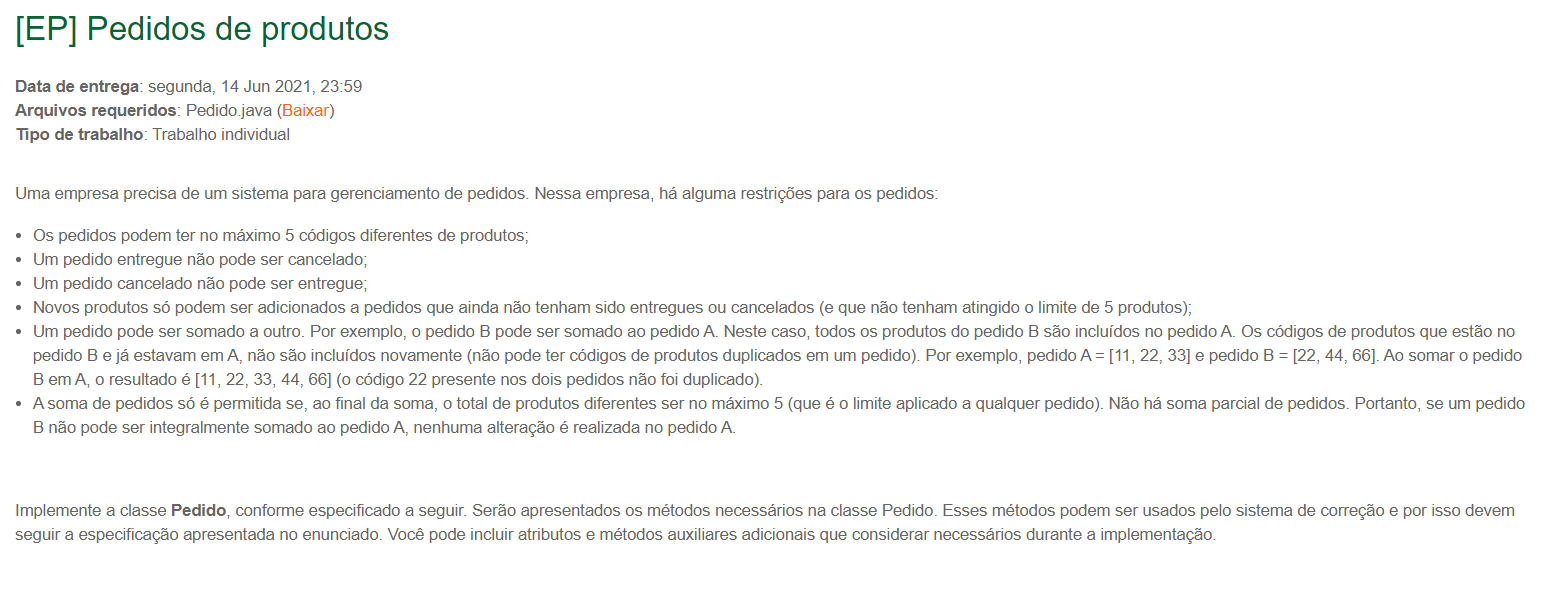 [EP] Pedidos de produtos
Data de entrega: segunda, 14 Jun 2021, 23:59
Arquivos requeridos: Pedido.java (Baixar)
Tipo de trabalho: Trabalho individual
Uma empresa precisa de um sistema para gerenciamento de pedidos. Nessa empresa, há alguma restrições para os pedidos:
• Os pedidos podem ter no máximo 5 códigos diferentes de produtos;
• Um pedido entregue não pode ser cancelado;
• Um pedido cancelado não pode ser entregue;
• Novos produtos só podem ser adicionados a pedidos que ainda não tenham sido entregues ou cancelados (e que não tenham atingido o limite de 5 produtos);
• Um pedido pode ser somado a outro. Por exemplo, o pedido B pode ser somado ao pedido A. Neste caso, todos os produtos do pedido B são incluídos no pedido A. Os códigos de produtos que estão no
pedido B e já estavam em A, não são incluídos novamente (não pode ter códigos de produtos duplicados em um pedido). Por exemplo, pedido A = [11, 22, 33] e pedido B = [22, 44, 66]. Ao somar o pedido
B em A, o resultado é [11, 22, 33, 44, 66] (o código 22 presente nos dois pedidos não foi duplicado).
• A soma de pedidos só é permitida se, ao final da soma, o total de produtos diferentes ser no máximo 5 (que é o limite aplicado a qualquer pedido). Não há soma parcial de pedidos. Portanto, se um pedido
B não pode ser integralmente somado ao pedido A, nenhuma alteração é realizada no pedido A.
Implemente a classe Pedido, conforme especificado a seguir. Serão apresentados os métodos necessários na classe Pedido. Esses métodos podem ser usados pelo sistema de correção e por isso devem
seguir a especificação apresentada no enunciado. Você pode incluir atributos e métodos auxiliares adicionais que considerar necessários durante a implementação.